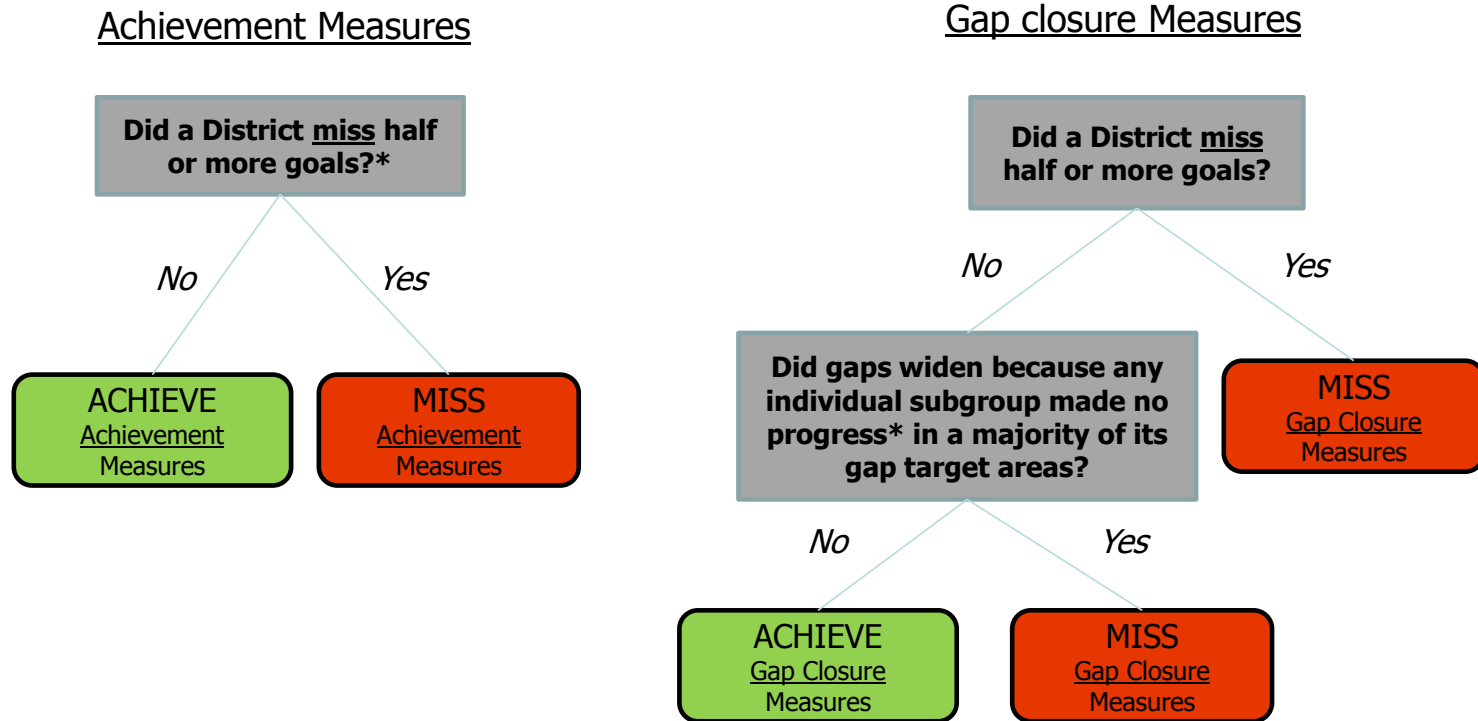 Achievement Measures
Did a District miss half
or more goals?*
No
Yes
ACHIEVE
Achievement
Measures
MISS
Achievement
Measures
Gap closure Measures
Did a District miss
half or more goals?
No
Yes
Did gaps widen because any
individual subgroup made no
progress* in a majority of its
gap target areas?
MISS
Gap Closure
Measures
No
Yes
ACHIEVE
Gap Closure
Measures
MISS
Gap Closure
Measures